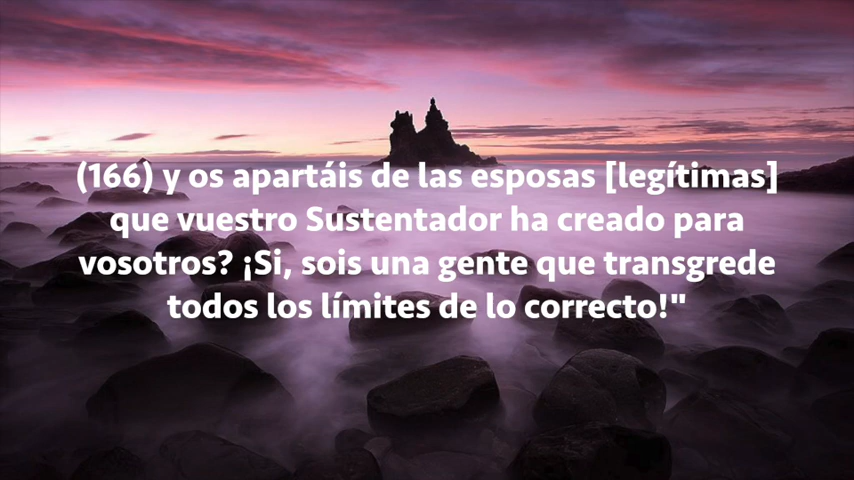 (166) y os apartáis de las esposas [legítimas]
que vuestro Sustentador ha creado para
vosotros? ¡Si, sois una gente que transgrede
todos los límites de lo correcto!"